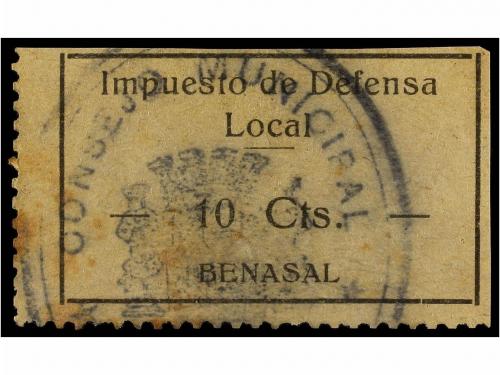 Impuesto de Defensa
Local
— 10 Cts. —
BENASAL
CONSEJO MUNICIPAL